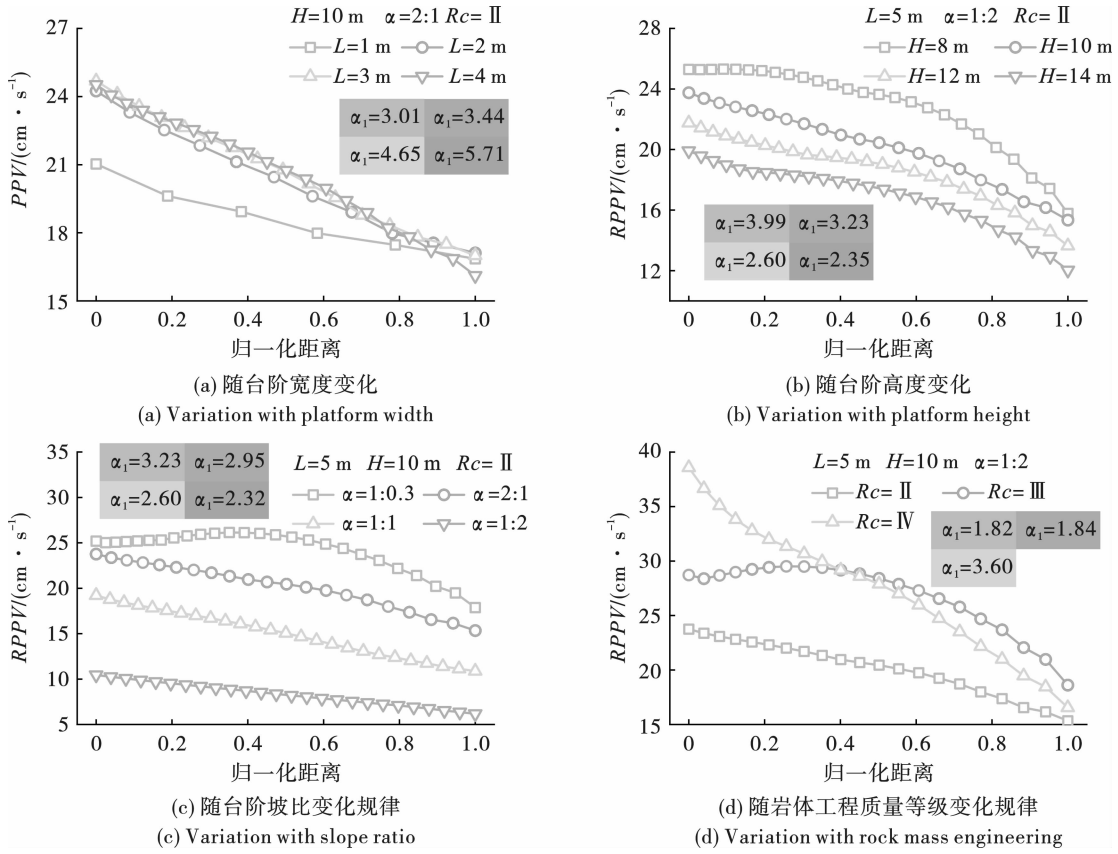 H=10 m α=2:1 Rc= Ⅱ
L=1 m L=2 m
L=3 m L=4 m
α₁=3.01 α₁=3.44
α₁=4.65 α₁=5.71
PPV/(cm · s⁻¹)
27
24
21
18
15
0 0.2 0.4 0.6 0.8 1.0
归一化距离
(a) 随台阶宽度变化
(a) Variation with platform width
L=5 m α=1:2 Rc= Ⅱ
H=8 m H=10 m
H=12 m H=14 m
α₁=3.99 α₁=3.23
α₁=2.60 α₁=2.35
RPPV/(cm · s⁻¹)
28
24
20
16
12
0 0.2 0.4 0.6 0.8 1.0
归一化距离
(b) 随台阶高度变化
(b) Variation with platform height
α₁=3.23 α₁=2.95
α₁=2.60 α₁=2.32
L=5 m H=10 m Rc= Ⅱ
α=1:0.3 α=2:1
α=1:1 α=1:2
RPPV/(cm · s⁻¹)
35
30
25
20
15
10
5
0 0.2 0.4 0.6 0.8 1.0
归一化距离
(c) 随台阶坡比变化规律
(c) Variation with slope ratio
L=5 m H=10 m α=1:2
Rc= Ⅱ Rc= Ⅲ
Rc= Ⅳ
α₁=1.82 α₁=1.84
α₁=3.60
RPPV/(cm · s⁻¹)
40
35
30
25
20
15
0 0.2 0.4 0.6 0.8 1.0
归一化距离
(d) 随岩体工程质量等级变化规律
(d) Variation with rock mass engineering